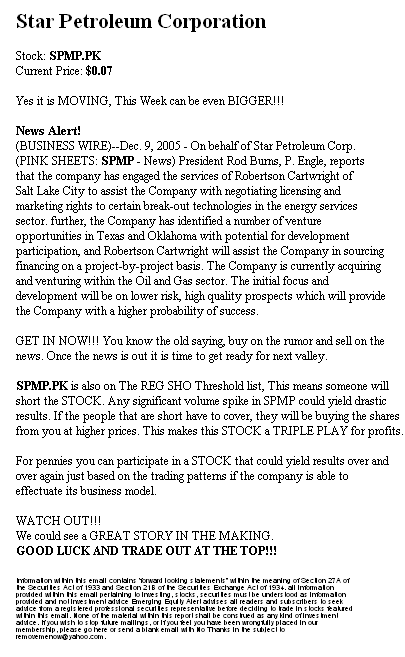 Star Petroleum Corporation
Stock: SPMP.PK
Current Price: $0.07
Yes it is MOVING, This Week can be even BIGGER!!!
News Alert!
(BUSINESS WIRE)--Dec. 9, 2005 - On behalf of Star Petroleum Corp.
(PINK SHEETS: SPMP - News) President Rod Burns, P. Engle, reports
that the company has engaged the services of Robertson Cartwright of
Salt Lake City to assist the Company with negotiating licensing and
marketing rights to certain break-out technologies in the energy services
sector. further, the Company has identified a number of venture
opportunities in Texas and Oklahoma with potential for development
participation, and Robertson Cartwright will assist the Company in sourcing
financing on a project-by-project basis. The Company is currently acquiring
and venturing within the Oil and Gas sector. The initial focus and
development will be on lower risk, high quality prospects which will provide
the Company with a higher probability of success.
GET IN NOW!!! You know the old saying, buy on the rumor and sell on the
news. Once the news is out it is time to get ready for next valley.
SPMP.PK is also on The REG SHO Threshold list, This means someone will
short the STOCK. Any significant volume spike in SPMP could yield drastic
results. If the people that are short have to cover, they will be buying the shares
from you at higher prices. This makes this STOCK a TRIPLE PLAY for profits.
For pennies you can participate in a STOCK that could yield results over and
over again just based on the trading patterns if the company is able to
effectuate its business model.
WATCH OUT!!!
We could see a GREAT STORY IN THE MAKING.
GOOD LUCK AND TRADE OUT AT THE TOP!!!
Information within this email contains "forward looking statements" within the meaning of Section 27A of
the Securities Act of 1933 and Section 21B of the Securities Exchange Act of 1934. all information
provided within this email pertaining to investing, stocks, securities must be understood as information
provided and not investment advice. Emerging Equity Alert advises all readers and subscribers to seek
advice from a registered professional securities representative before deciding to trade in stocks featured
within this email. None of the material within this report shall be construed as any kind of investment
advice. If you wish to stop future mailings, or if you feel you have been wrongfully placed in our
membership, please go here or send a blank email with No Thanks in the subject to
removemenow@yahoo.com.